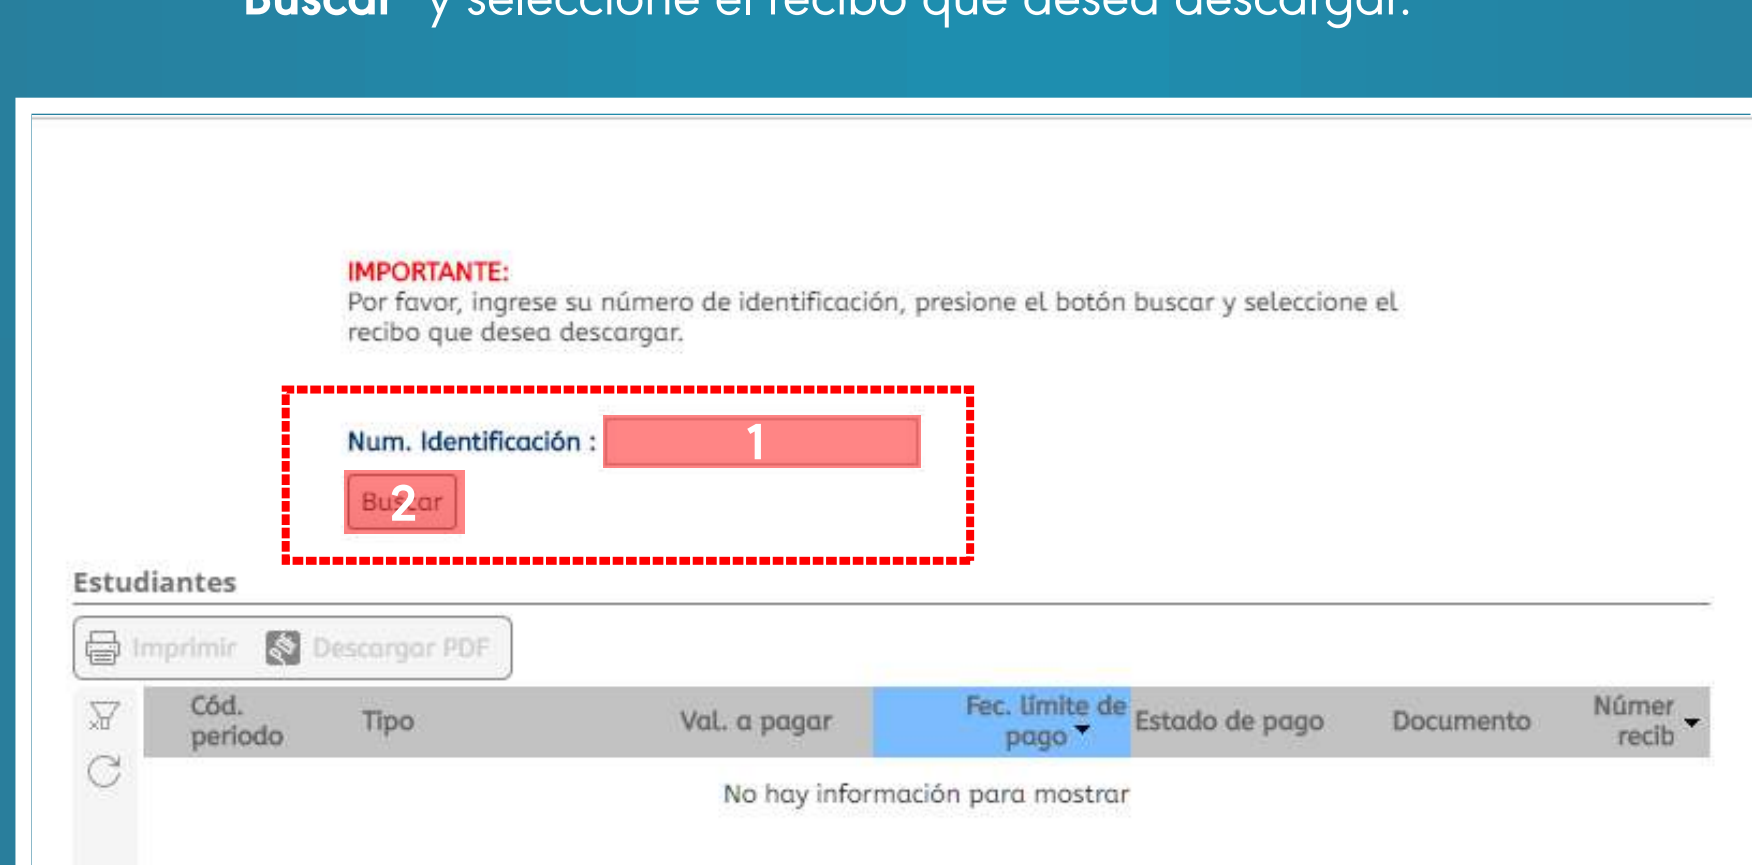 Buscar" y seleccione el recibo que desea descargar.
IMPORTANTE:
Por favor, ingrese su número de identificación, presione el botón buscar y seleccione el
recibo que desea descargar.
Num. Identificación :
1
Buscar
2
Estudiantes
Imprimir Descargar PDF
Cód. periodo
Tipo
Val. a pagar
Fec. límite de pago
Estado de pago
Documento
Númer recib
No hay información para mostrar